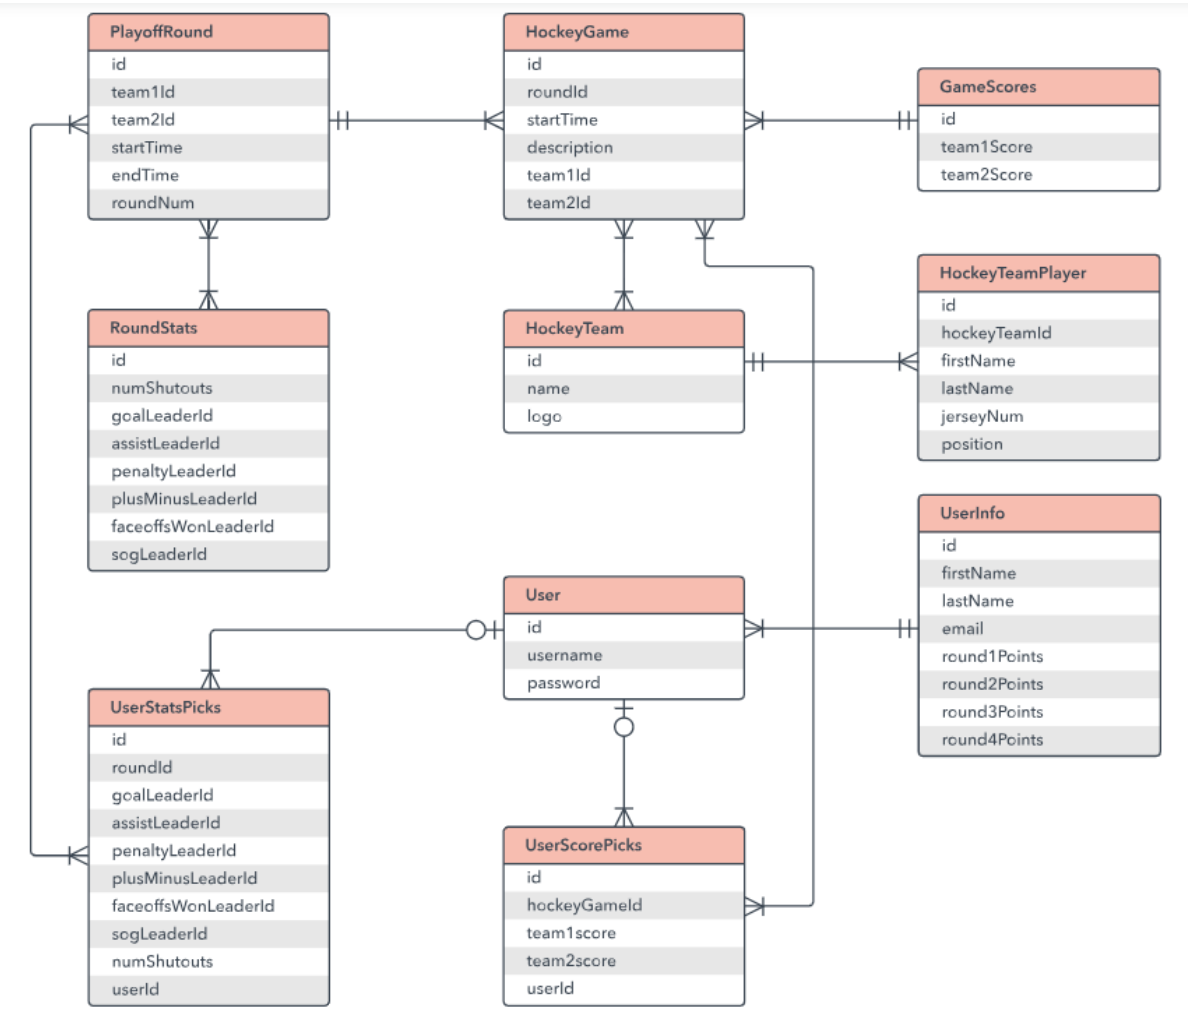 PlayoffRound
id
team1Id
team2Id
startTime
endTime
roundNum
HockeyGame
id
roundId
startTime
description
team1Id
team2Id
GameScores
id
team1Score
team2Score
RoundStats
id
numShutouts
goalLeaderId
assistLeaderId
penaltyLeaderId
plusMinusLeaderId
faceoffsWonLeaderId
sogLeaderId
HockeyTeam
id
name
logo
HockeyTeamPlayer
id
hockeyTeamId
firstName
lastName
jerseyNum
position
User
id
username
password
UserInfo
id
firstName
lastName
email
round1Points
round2Points
round3Points
round4Points
UserStatsPicks
id
roundId
goalLeaderId
assistLeaderId
penaltyLeaderId
plusMinusLeaderId
faceoffsWonLeaderId
sogLeaderId
numShutouts
userId
UserScorePicks
id
hockeyGameId
team1score
team2score
userId